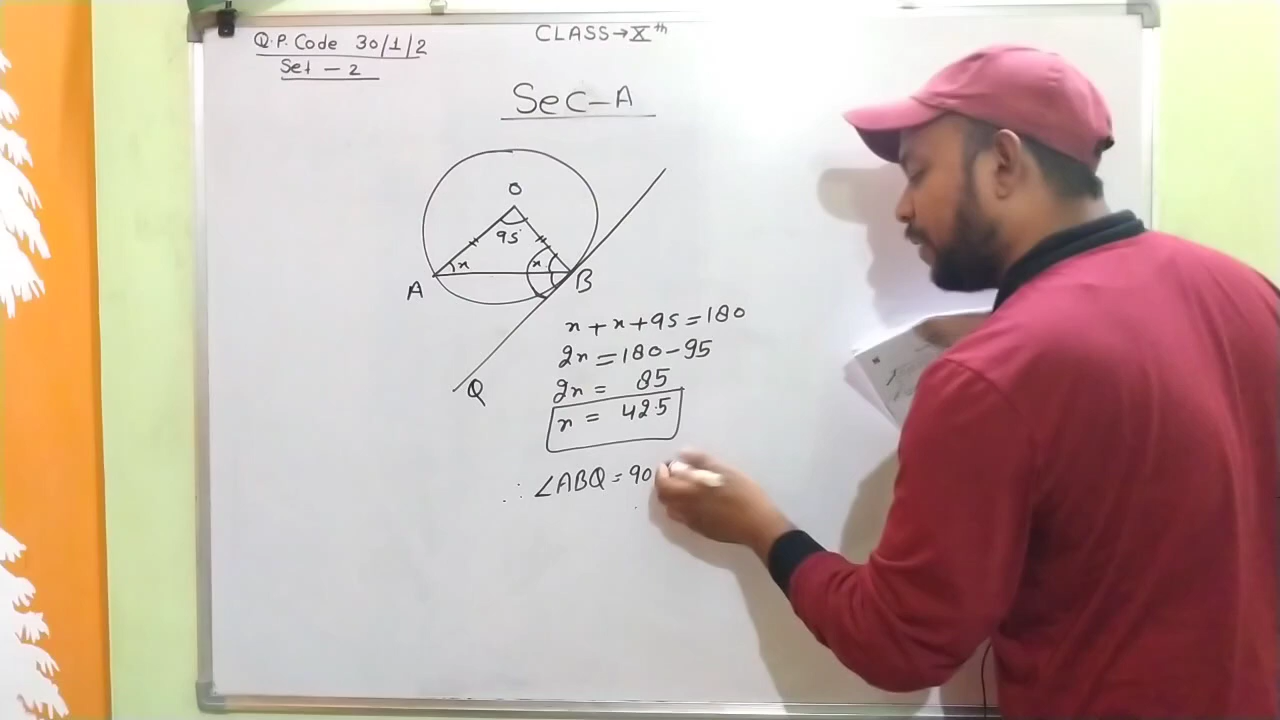 Q.P. Code 30/1/2
Set - 2
CLASS→Xth
Sec-A
O
95°
x
x
A
B
Q
x + x + 95 = 180
2x = 180 - 95
2x = 85
x = 42.5
∴ ∠ABQ = 90